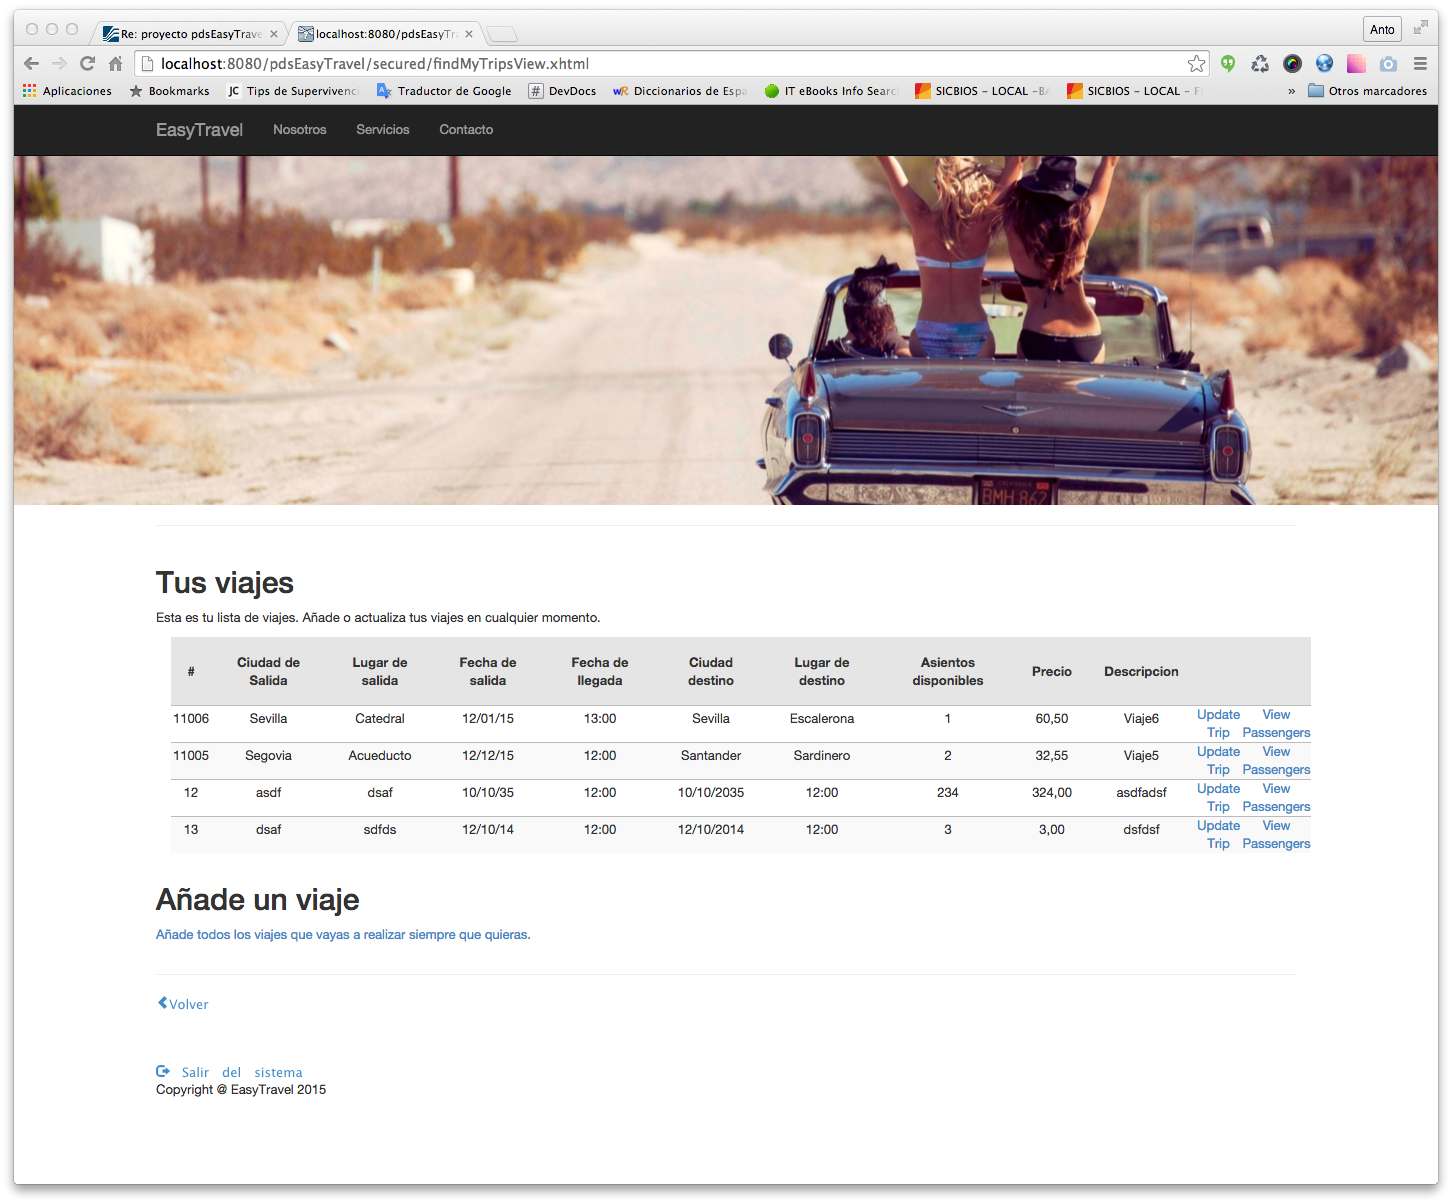 Re: proyecto pdsEasyTrave
localhost:8080/pdsEasyTr
Anto
localhost:8080/pdsEasyTravel/secured/findMyTripsView.xhtml
Aplicaciones Bookmarks JC Tips de Supervivenci Traductor de Google # DevDocs wR Diccionarios de Espa IT eBooks Info Searc SICBIOS – LOCAL –BA SICBIOS – LOCAL – F » Otros marcadores
EasyTravel Nosotros Servicios Contacto
CALIFORNIA
BMH 862
Tus viajes
Esta es tu lista de viajes. Añade o actualiza tus viajes en cualquier momento.
# Ciudad de Salida Lugar de salida Fecha de salida Fecha de llegada Ciudad destino Lugar de destino Asientos disponibles Precio Descripcion
11006 Sevilla Catedral 12/01/15 13:00 Sevilla Escalerona 1 60,50 Viaje6 Update Trip View Passengers
11005 Segovia Acueducto 12/12/15 12:00 Santander Sardinero 2 32,55 Viaje5 Update Trip View Passengers
12 asdf dsaf 10/10/35 12:00 10/10/2035 12:00 234 324,00 asdfadsf Update Trip View Passengers
13 dsaf sdfds 12/10/14 12:00 12/10/2014 12:00 3 3,00 dsfdsf Update Trip View Passengers
Añade un viaje
Añade todos los viajes que vayas a realizar siempre que quieras.
Volver
Salir del sistema
Copyright @ EasyTravel 2015